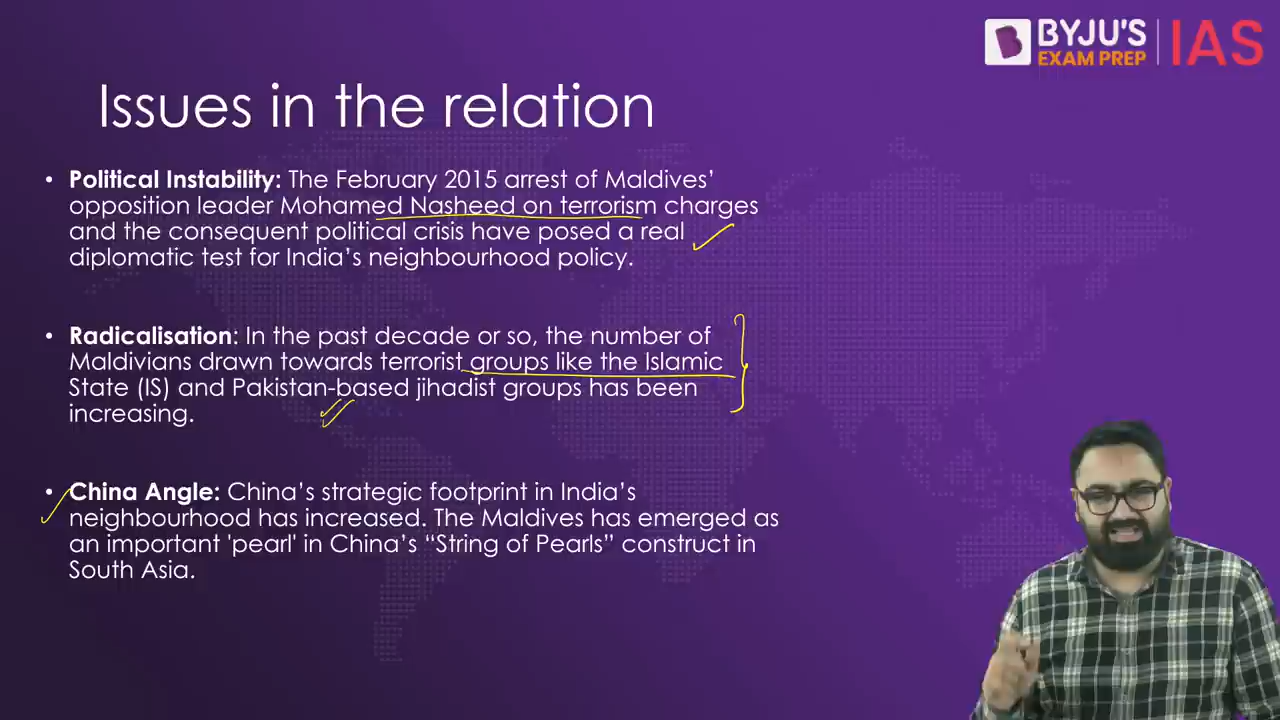 BYJU'S
EXAM PREP
IAS
Issues in the relation
• Political Instability: The February 2015 arrest of Maldives’
opposition leader Mohamed Nasheed on terrorism charges
and the consequent political crisis have posed a real
diplomatic test for India’s neighbourhood policy.
• Radicalisation: In the past decade or so, the number of
Maldivians drawn towards terrorist groups like the Islamic
State (IS) and Pakistan-based jihadist groups has been
increasing.
• China Angle: China’s strategic footprint in India’s
neighbourhood has increased. The Maldives has emerged as
an important 'pearl' in China’s “String of Pearls” construct in
South Asia.